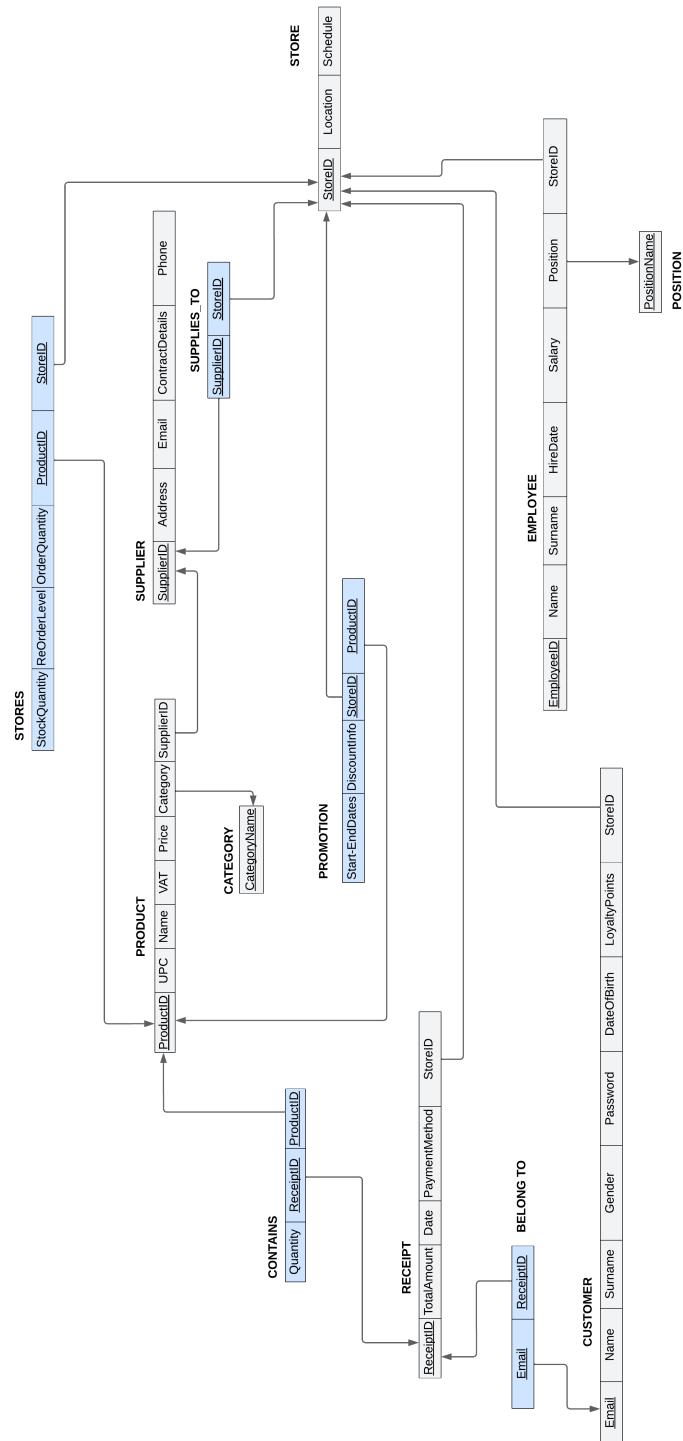 STORES
StockQuantity ReOrderLevel OrderQuantity ProductID StoreID
PRODUCT
ProductID UPC Name VAT Price Category SupplierID
SUPPLIER
SupplierID Address Email ContractDetails Phone
SUPPLIES_TO
SupplierID StoreID
CATEGORY
CategoryName
CONTAINS
Quantity ReceiptID ProductID
STORE
StoreID Location Schedule
PROMOTION
Start-EndDates DiscountInfo StoreID ProductID
RECEIPT
ReceiptID TotalAmount Date PaymentMethod StoreID
BELONG TO
Email ReceiptID
EMPLOYEE
EmployeeID Name Surname HireDate Salary Position StoreID
CUSTOMER
Email Name Surname Gender Password DateOfBirth LoyaltyPoints StoreID
PositionName
POSITION